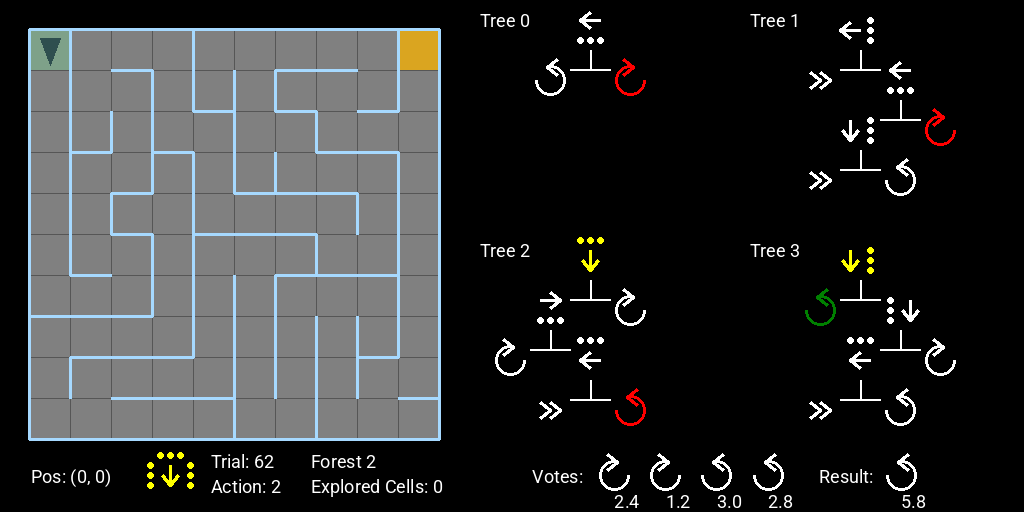 Tree 0
Tree 1
Tree 2
Tree 3
Pos: (0, 0)
Trial: 62
Forest 2
Action: 2
Explored Cells: 0
Votes:
2.4
1.2
3.0
2.8
Result:
5.8